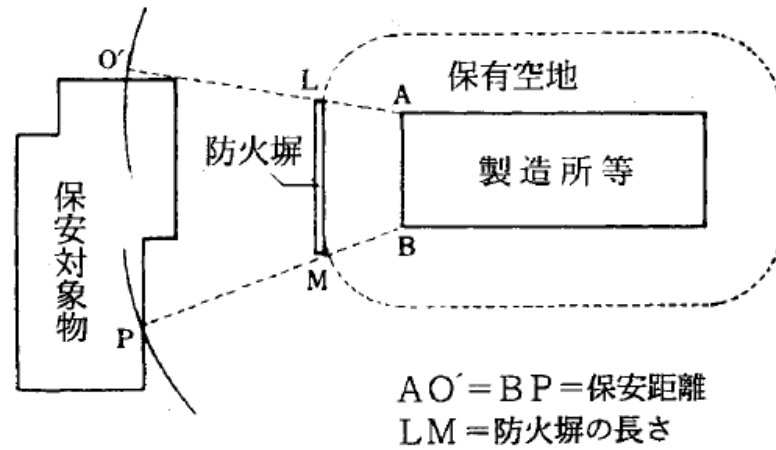 O′
L
A
保有空地
防火塀
製造所等
保安対象物
B
M
P
AO′=BP=保安距離
LM=防火塀の長さ